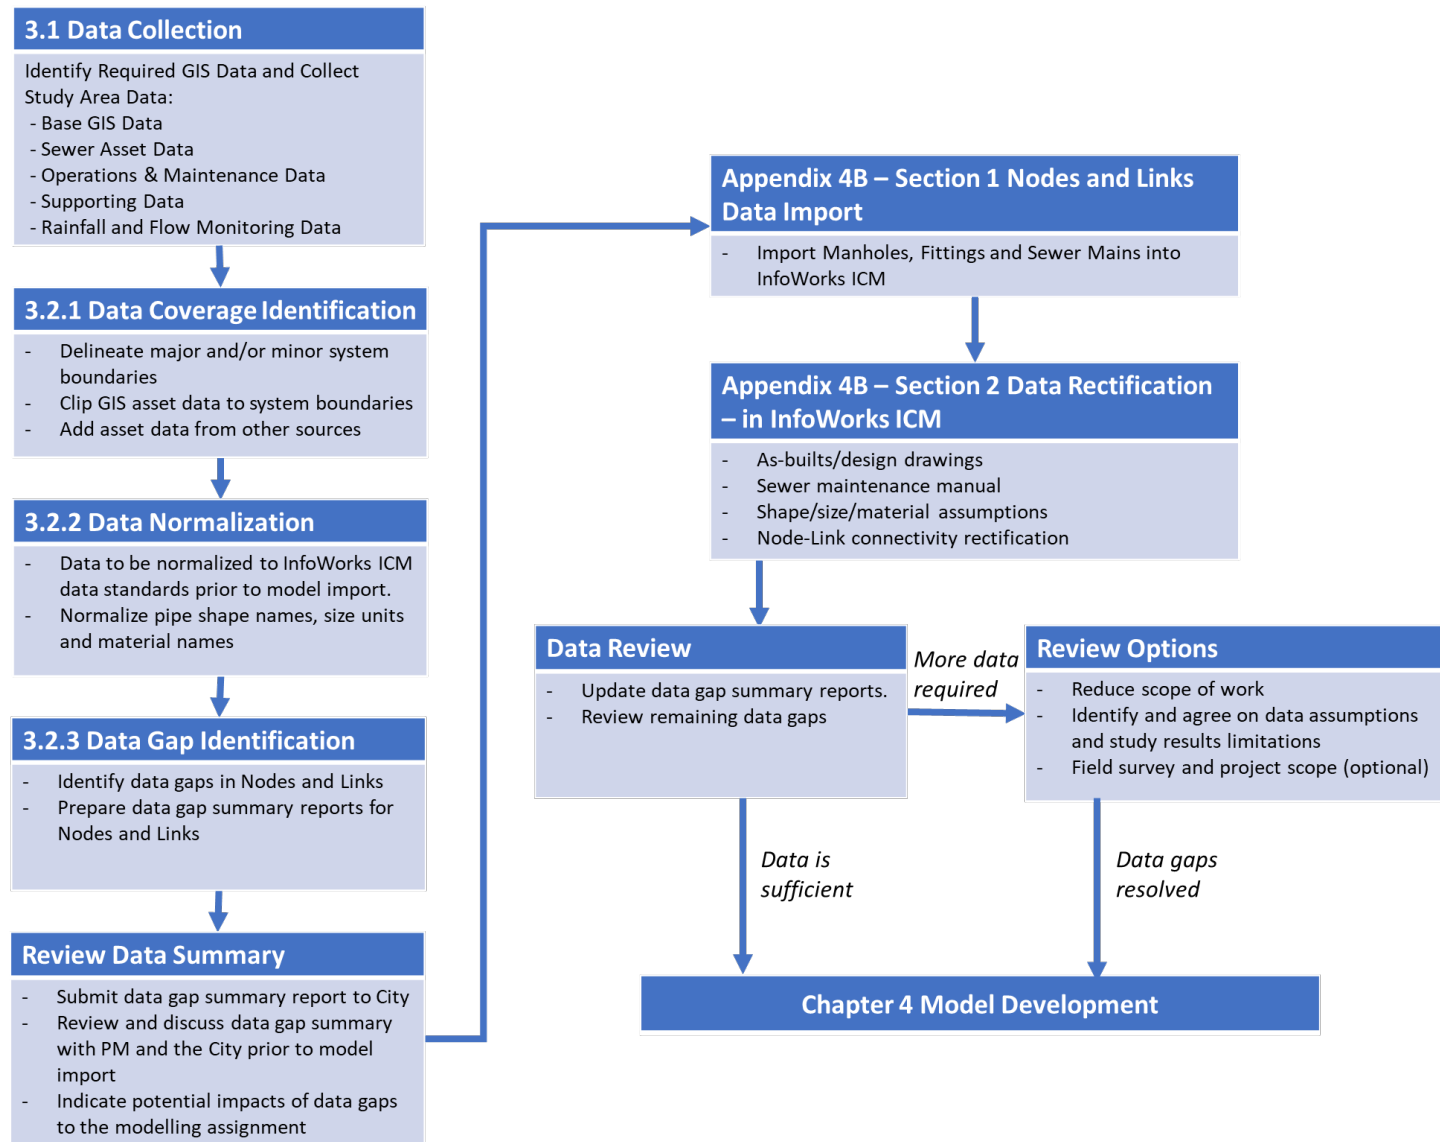 3.1 Data Collection
Identify Required GIS Data and Collect
Study Area Data:
- Base GIS Data
- Sewer Asset Data
- Operations & Maintenance Data
- Supporting Data
- Rainfall and Flow Monitoring Data
3.2.1 Data Coverage Identification
- Delineate major and/or minor system
boundaries
- Clip GIS asset data to system boundaries
- Add asset data from other sources
3.2.2 Data Normalization
- Data to be normalized to InfoWorks ICM
data standards prior to model import.
- Normalize pipe shape names, size units
and material names
3.2.3 Data Gap Identification
- Identify data gaps in Nodes and Links
- Prepare data gap summary reports for
Nodes and Links
Review Data Summary
- Submit data gap summary report to City
- Review and discuss data gap summary
with PM and the City prior to model
import
- Indicate potential impacts of data gaps
to the modelling assignment
Appendix 4B – Section 1 Nodes and Links
Data Import
- Import Manholes, Fittings and Sewer Mains into
InfoWorks ICM
Appendix 4B – Section 2 Data Rectification
– in InfoWorks ICM
- As-builts/design drawings
- Sewer maintenance manual
- Shape/size/material assumptions
- Node-Link connectivity rectification
Data Review
- Update data gap summary reports.
- Review remaining data gaps
More data
required
Review Options
- Reduce scope of work
- Identify and agree on data assumptions
and study results limitations
- Field survey and project scope (optional)
Data is
sufficient
Data gaps
resolved
Chapter 4 Model Development